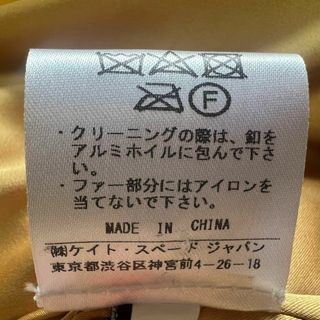 F
・クリーニングの際は、釦を
アルミホイルに包んで下さ
い。
・ファー部分にはアイロンを
当てないで下さい。
MADE IN CHINA
㈱ケイト・スペード ジャパン
東京都渋谷区神宮前4-26-18